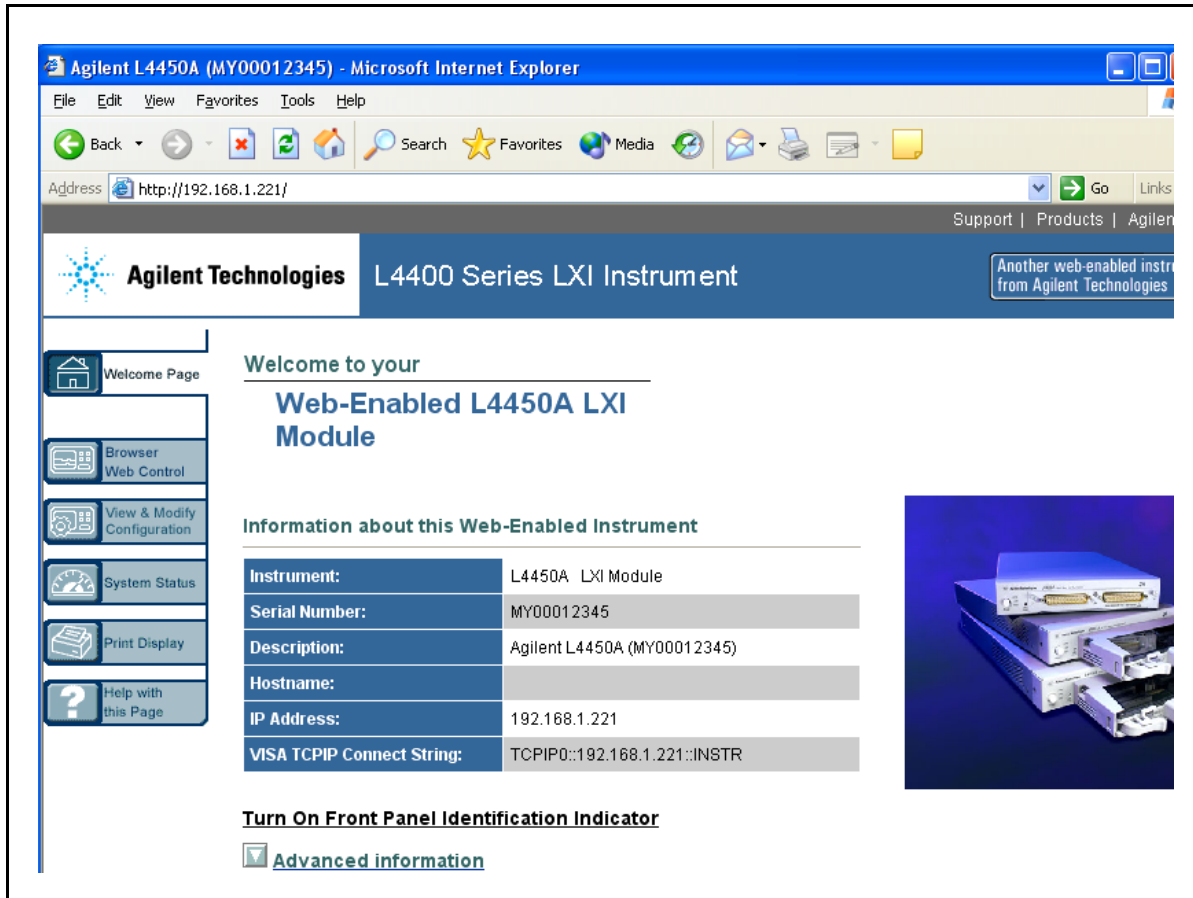 Agilent L4450A (MY00012345) - Microsoft Internet Explorer
File Edit View Favorites Tools Help
Back Search Favorites Media
Address http://192.168.1.221/ Go Links
Support | Products | Agilen
Agilent Technologies L4400 Series LXI Instrument
Another web-enabled instr
from Agilent Technologies
Welcome Page
Browser
Web Control
View & Modify
Configuration
System Status
Print Display
Help with
this Page
Welcome to your
Web-Enabled L4450A LXI
Module
Information about this Web-Enabled Instrument
Instrument: L4450A LXI Module
Serial Number: MY00012345
Description: Agilent L4450A (MY00012345)
Hostname:
IP Address: 192.168.1.221
VISA TCPIP Connect String: TCPIP0::192.168.1.221::INSTR
Turn On Front Panel Identification Indicator
Advanced information